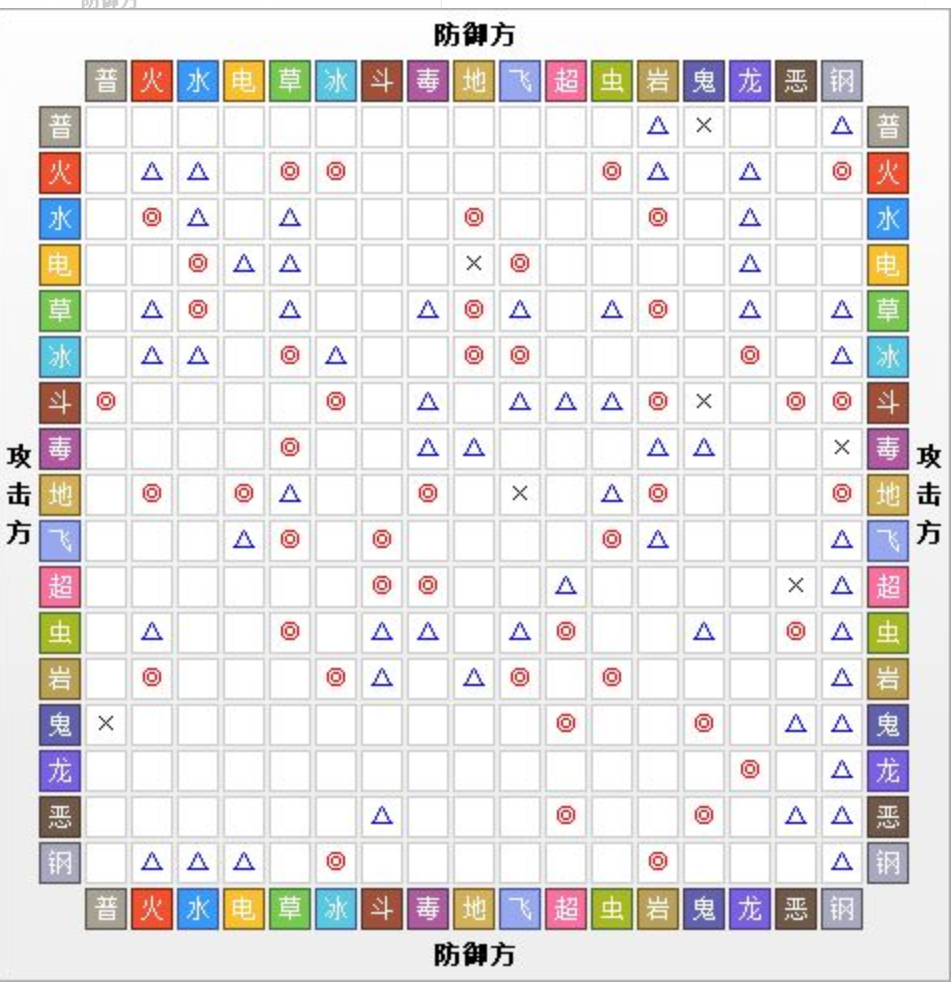 防御方
普 火 水 电 草 冰 斗 毒 地 飞 超 虫 岩 鬼 龙 恶 钢
普 △ × △ 普
火 △ △ ◎ ◎ ◎ △ △ ◎ 火
水 ◎ △ △ ◎ ◎ △ 水
电 ◎ △ △ × ◎ △ 电
草 △ ◎ △ △ ◎ △ △ ◎ △ △ 草
冰 △ △ ◎ △ ◎ ◎ ◎ △ 冰
斗 ◎ ◎ △ △ △ △ ◎ × ◎ ◎ 斗
毒 ◎ △ △ △ △ × 毒
地 ◎ ◎ △ ◎ × △ ◎ ◎ 地
飞 △ ◎ ◎ ◎ △ △ 飞
超 ◎ ◎ △ × △ 超
虫 △ ◎ △ △ △ ◎ △ ◎ △ 虫
岩 ◎ ◎ △ △ ◎ ◎ △ 岩
鬼 × ◎ ◎ △ △ 鬼
龙 ◎ △ 龙
恶 △ ◎ ◎ △ △ 恶
钢 △ △ △ ◎ ◎ △ 钢
普 火 水 电 草 冰 斗 毒 地 飞 超 虫 岩 鬼 龙 恶 钢
防御方
攻
击
方
攻
击
方